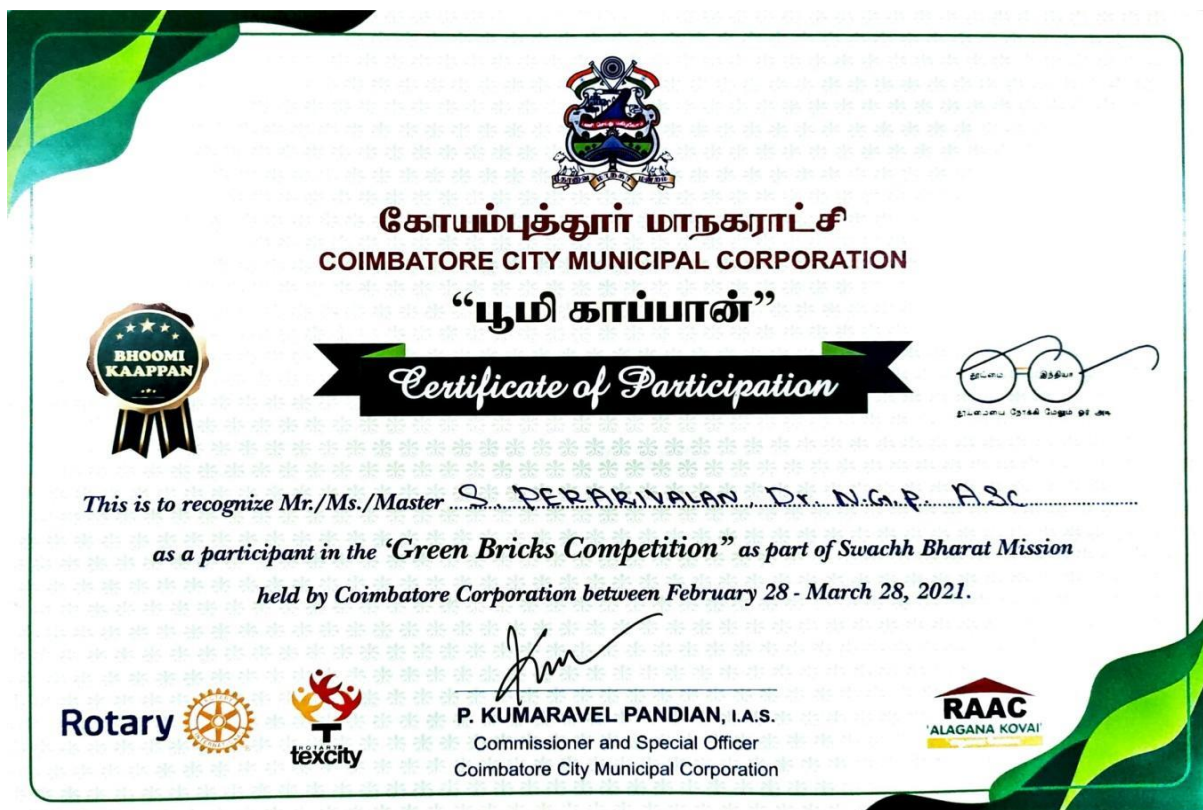 கோயம்புத்தூர் மாநகராட்சி
COIMBATORE CITY MUNICIPAL CORPORATION
“பூமி காப்பான்”
BHOOMI
KAAPPAN
Certificate of Participation
தூய்மை இந்தியா
தூய்மையை நோக்கி மேலும் ஓர் அடி
This is to recognize Mr./Ms./Master S. PERARIVALAN, Dr. N.G.P. ASC
as a participant in the ‘Green Bricks Competition’ as part of Swachh Bharat Mission
held by Coimbatore Corporation between February 28 - March 28, 2021.
Rotary
ROTARY
texcity
P. KUMARAVEL PANDIAN, I.A.S.
Commissioner and Special Officer
Coimbatore City Municipal Corporation
RAAC
'ALAGANA KOVAI'